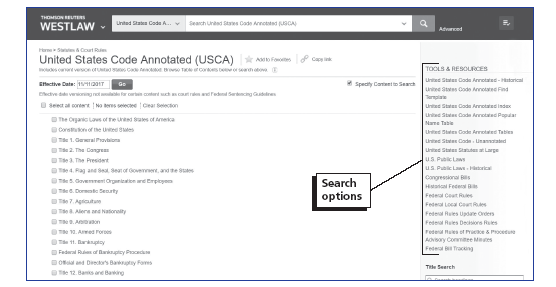 THOMSON REUTERS
WESTLAW
United States Code A...
Search United States Code Annotated (USCA)
Advanced
Home > Statutes & Court Rules
United States Code Annotated (USCA)
Add to Favorites
Copy link
Includes current version of United States Code Annotated. Browse Table of Contents below or search above.
Effective Date: 11/11/2017 Go
Specify Content to Search
Effective date versioning not available for certain content such as court rules and Federal Sentencing Guidelines
Select all content No items selected Clear Selection
The Organic Laws of the United States of America
Constitution of the United States
Title 1. General Provisions
Title 2. The Congress
Title 3. The President
Title 4. Flag and Seal, Seat of Government, and the States
Title 5. Government Organization and Employees
Title 6. Domestic Security
Title 7. Agriculture
Title 8. Aliens and Nationality
Title 9. Arbitration
Title 10. Armed Forces
Title 11. Bankruptcy
Federal Rules of Bankruptcy Procedure
Official and Director's Bankruptcy Forms
Title 12. Banks and Banking
Search
options
TOOLS & RESOURCES
United States Code Annotated - Historical
United States Code Annotated Find
Template
United States Code Annotated Index
United States Code Annotated Popular
Name Table
United States Code Annotated Tables
United States Code - Unannotated
United States Statutes at Large
U.S. Public Laws
U.S. Public Laws - Historical
Congressional Bills
Historical Federal Bills
Federal Court Rules
Federal Local Court Rules
Federal Rules Update Orders
Federal Rules Decisions Rules
Federal Rules of Practice & Procedure
Advisory Committee Minutes
Federal Bill Tracking
Title Search